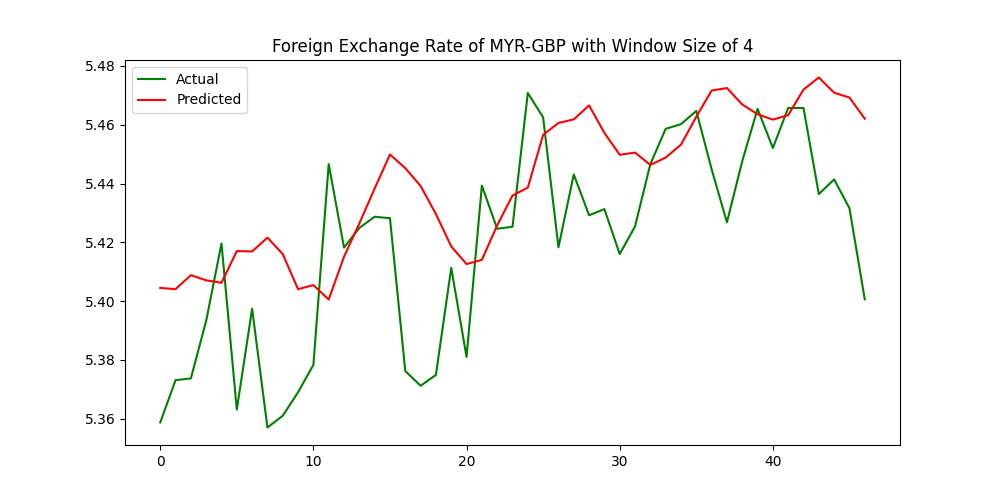 Foreign Exchange Rate of MYR-GBP with Window Size of 4
5.48
5.46
5.44
5.42
5.40
5.38
5.36
Actual
Predicted
0 10 20 30 40